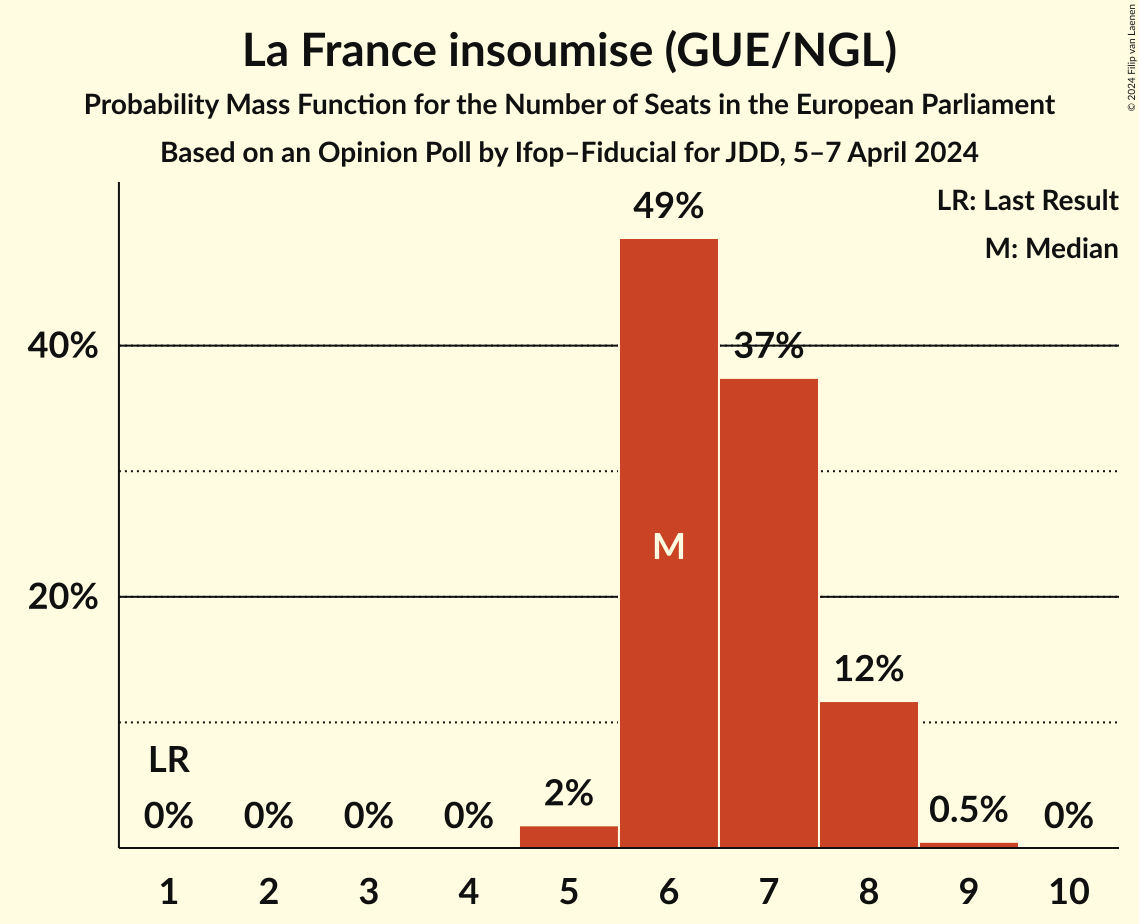 La France insoumise (GUE/NGL)
Probability Mass Function for the Number of Seats in the European Parliament
Based on an Opinion Poll by Ifop–Fiducial for JDD, 5–7 April 2024
© 2024 Filip van Laenen
LR: Last Result
M: Median
49%
40%
37%
M
20%
12%
LR
0%
0%
0%
0%
2%
0.5%
0%
1
2
3
4
5
6
7
8
9
10